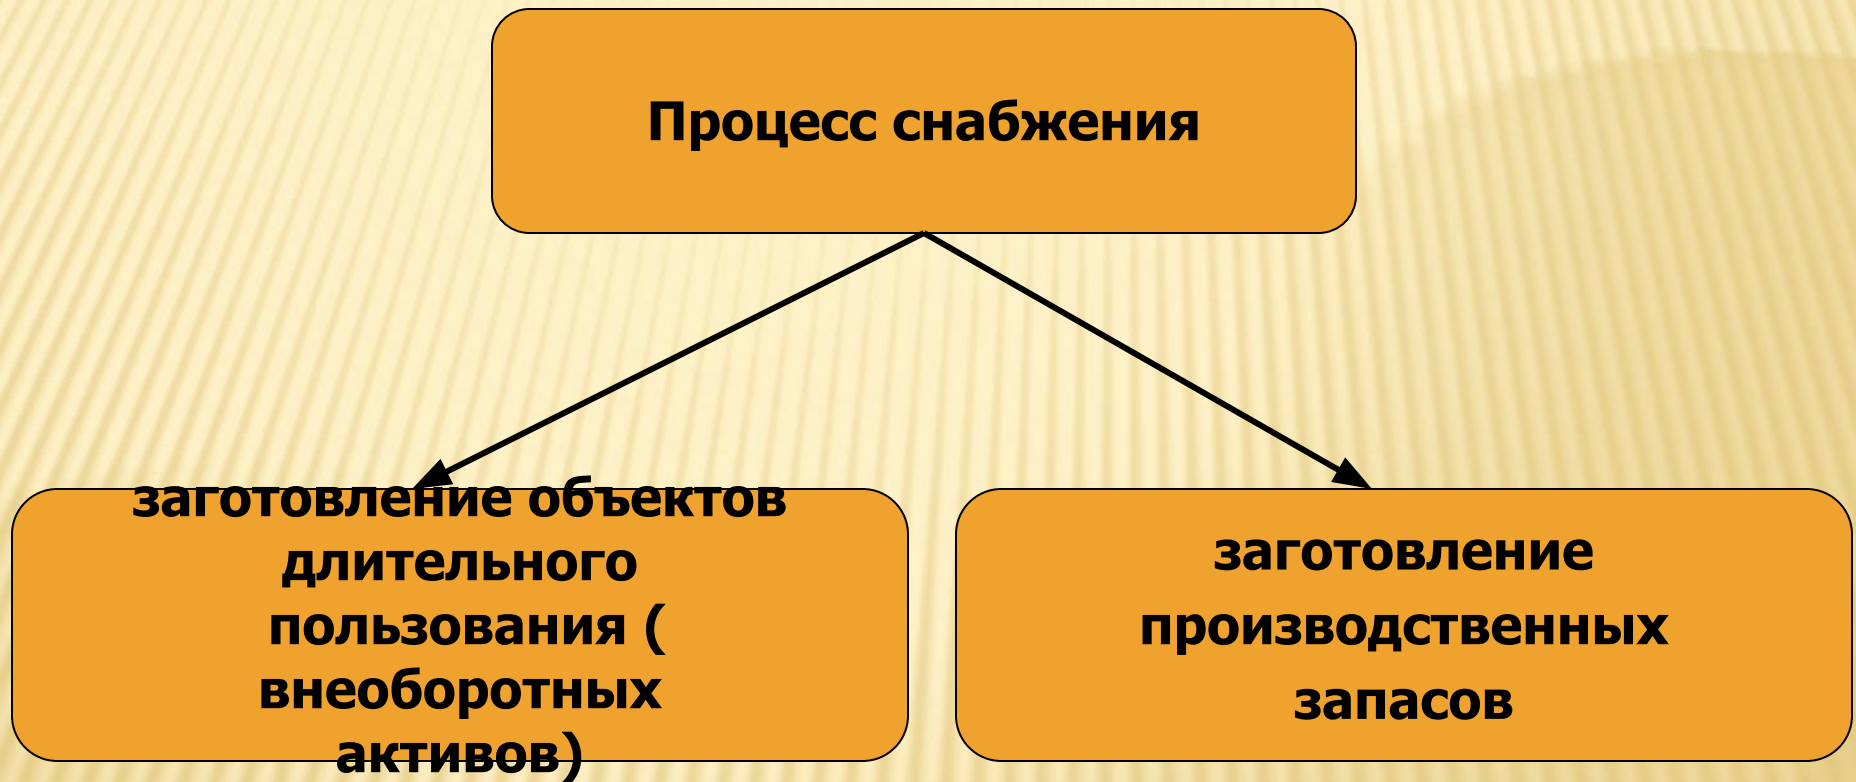 Процесс снабжения
заготовление объектов
длительного
пользования (
внеоборотных
активов)
заготовление
производственных
запасов